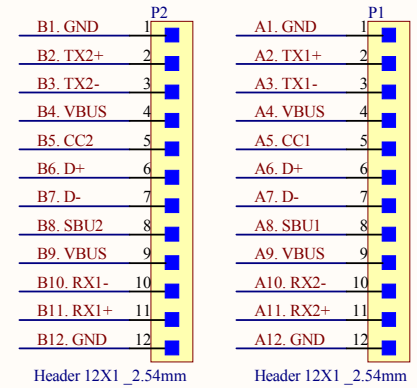 P2
B1. GND 1
B2. TX2+ 2
B3. TX2- 3
B4. VBUS 4
B5. CC2 5
B6. D+ 6
B7. D- 7
B8. SBU2 8
B9. VBUS 9
B10. RX1- 10
B11. RX1+ 11
B12. GND 12
Header 12X1 _2.54mm
P1
A1. GND 1
A2. TX1+ 2
A3. TX1- 3
A4. VBUS 4
A5. CC1 5
A6. D+ 6
A7. D- 7
A8. SBU1 8
A9. VBUS 9
A10. RX2- 10
A11. RX2+ 11
A12. GND 12
Header 12X1 _2.54mm